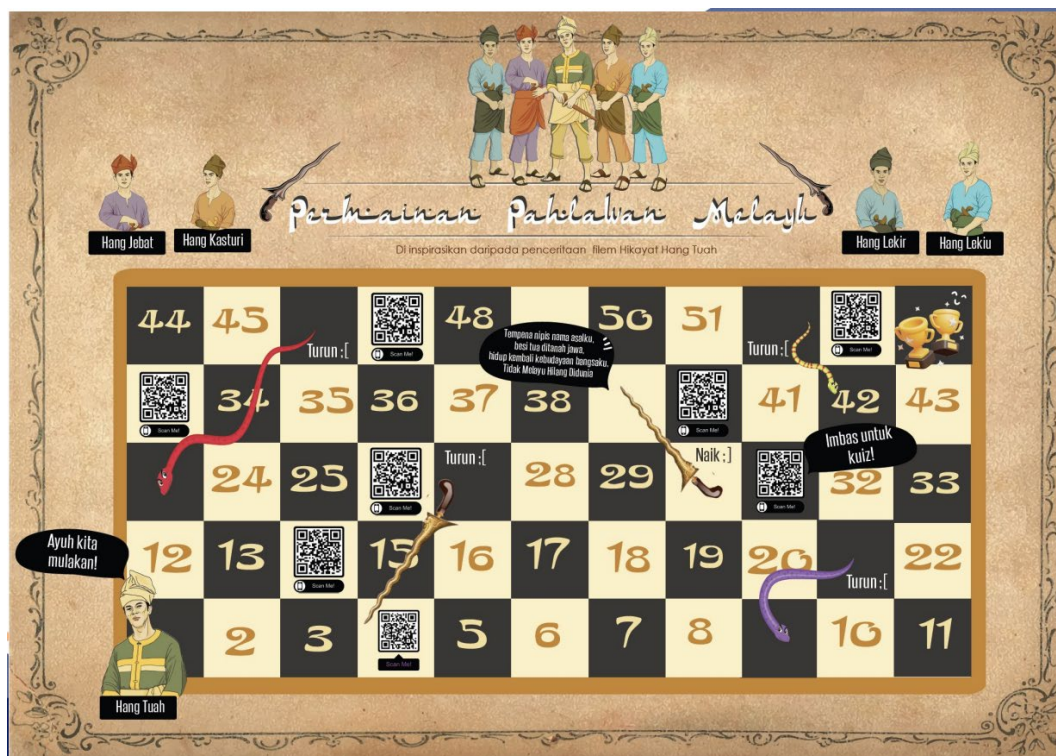 Hang Jebat
Hang Kasturi
Permainan Pahlawan Melayu
Hang Lekir
Hang Lekiu
Di inspirasikan daripada penceritaan filem Hikayat Hang Tuah
44 45 48 50 51
Turun :[
Scan Me!
Tempena nipis nama asalku,
besi tua ditanah jawa,
hidup kembali kebudayaan bangsaku.
Tidak Melayu Hilang Didunia
Turun :[
Scan Me!
34 35 36 37 38 41 42 43
Scan Me!
Scan Me!
Imbas untuk
kuiz!
24 25 28 29 32 33
Scan Me!
Turun :[
Naik :]
Scan Me!
Ayuh kita
mulakan!
12 13 15 16 17 18 19 20 22
Scan Me!
Turun :[
2 3 5 6 7 8 10 11
Scan Me!
Hang Tuah